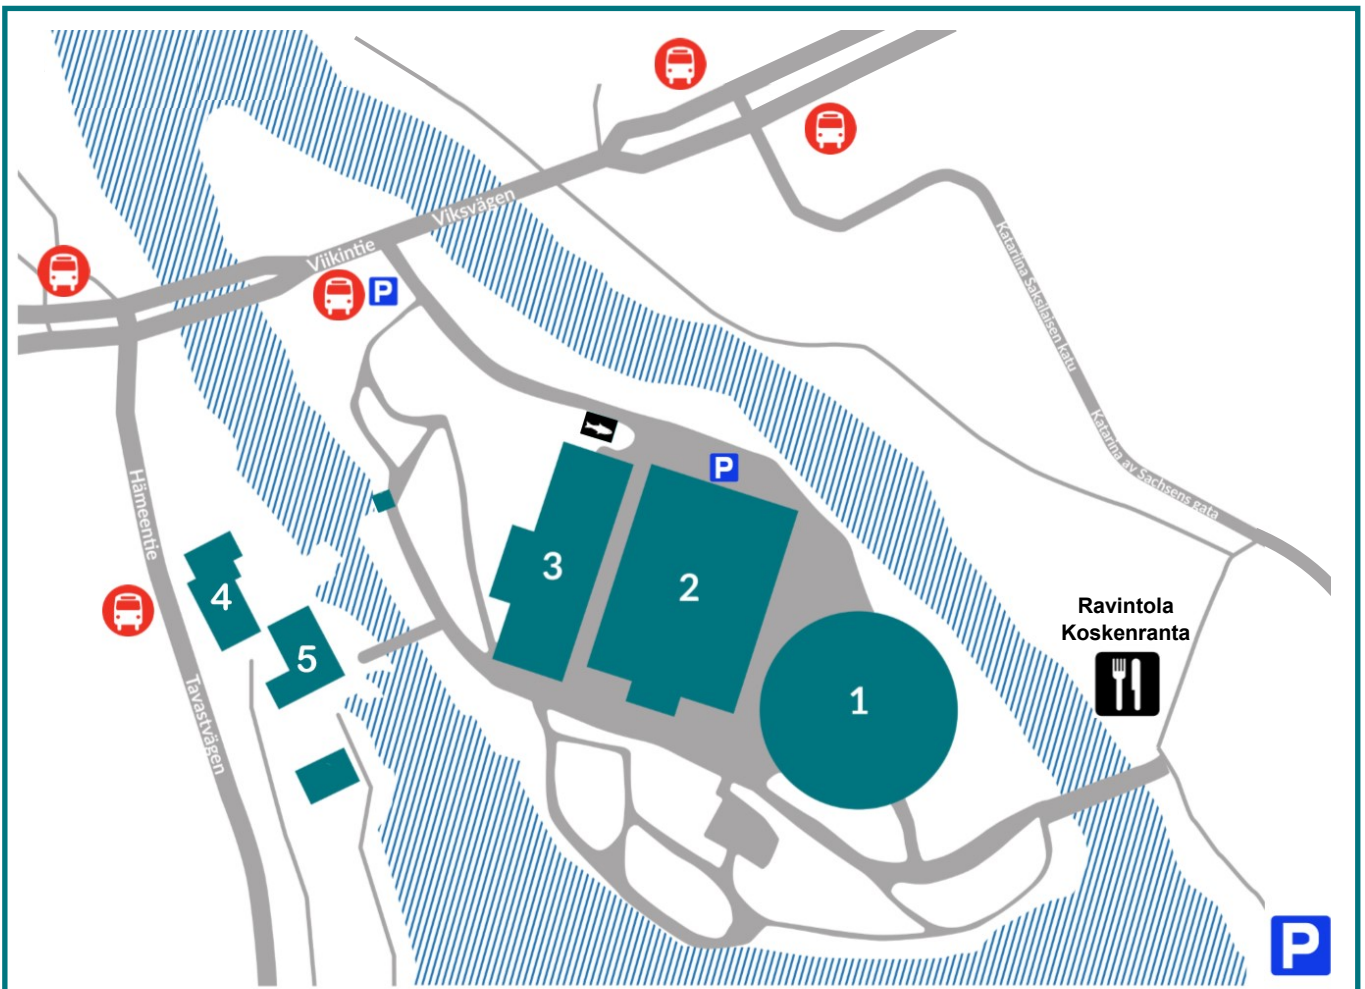 Viksvägen
Viikintie
P
Katariina Saksilaisen katu
Katarina av Sachsens gata
Hämeentie
Tavastvägen
P
3
2
4
5
1
Ravintola
Koskenranta
P